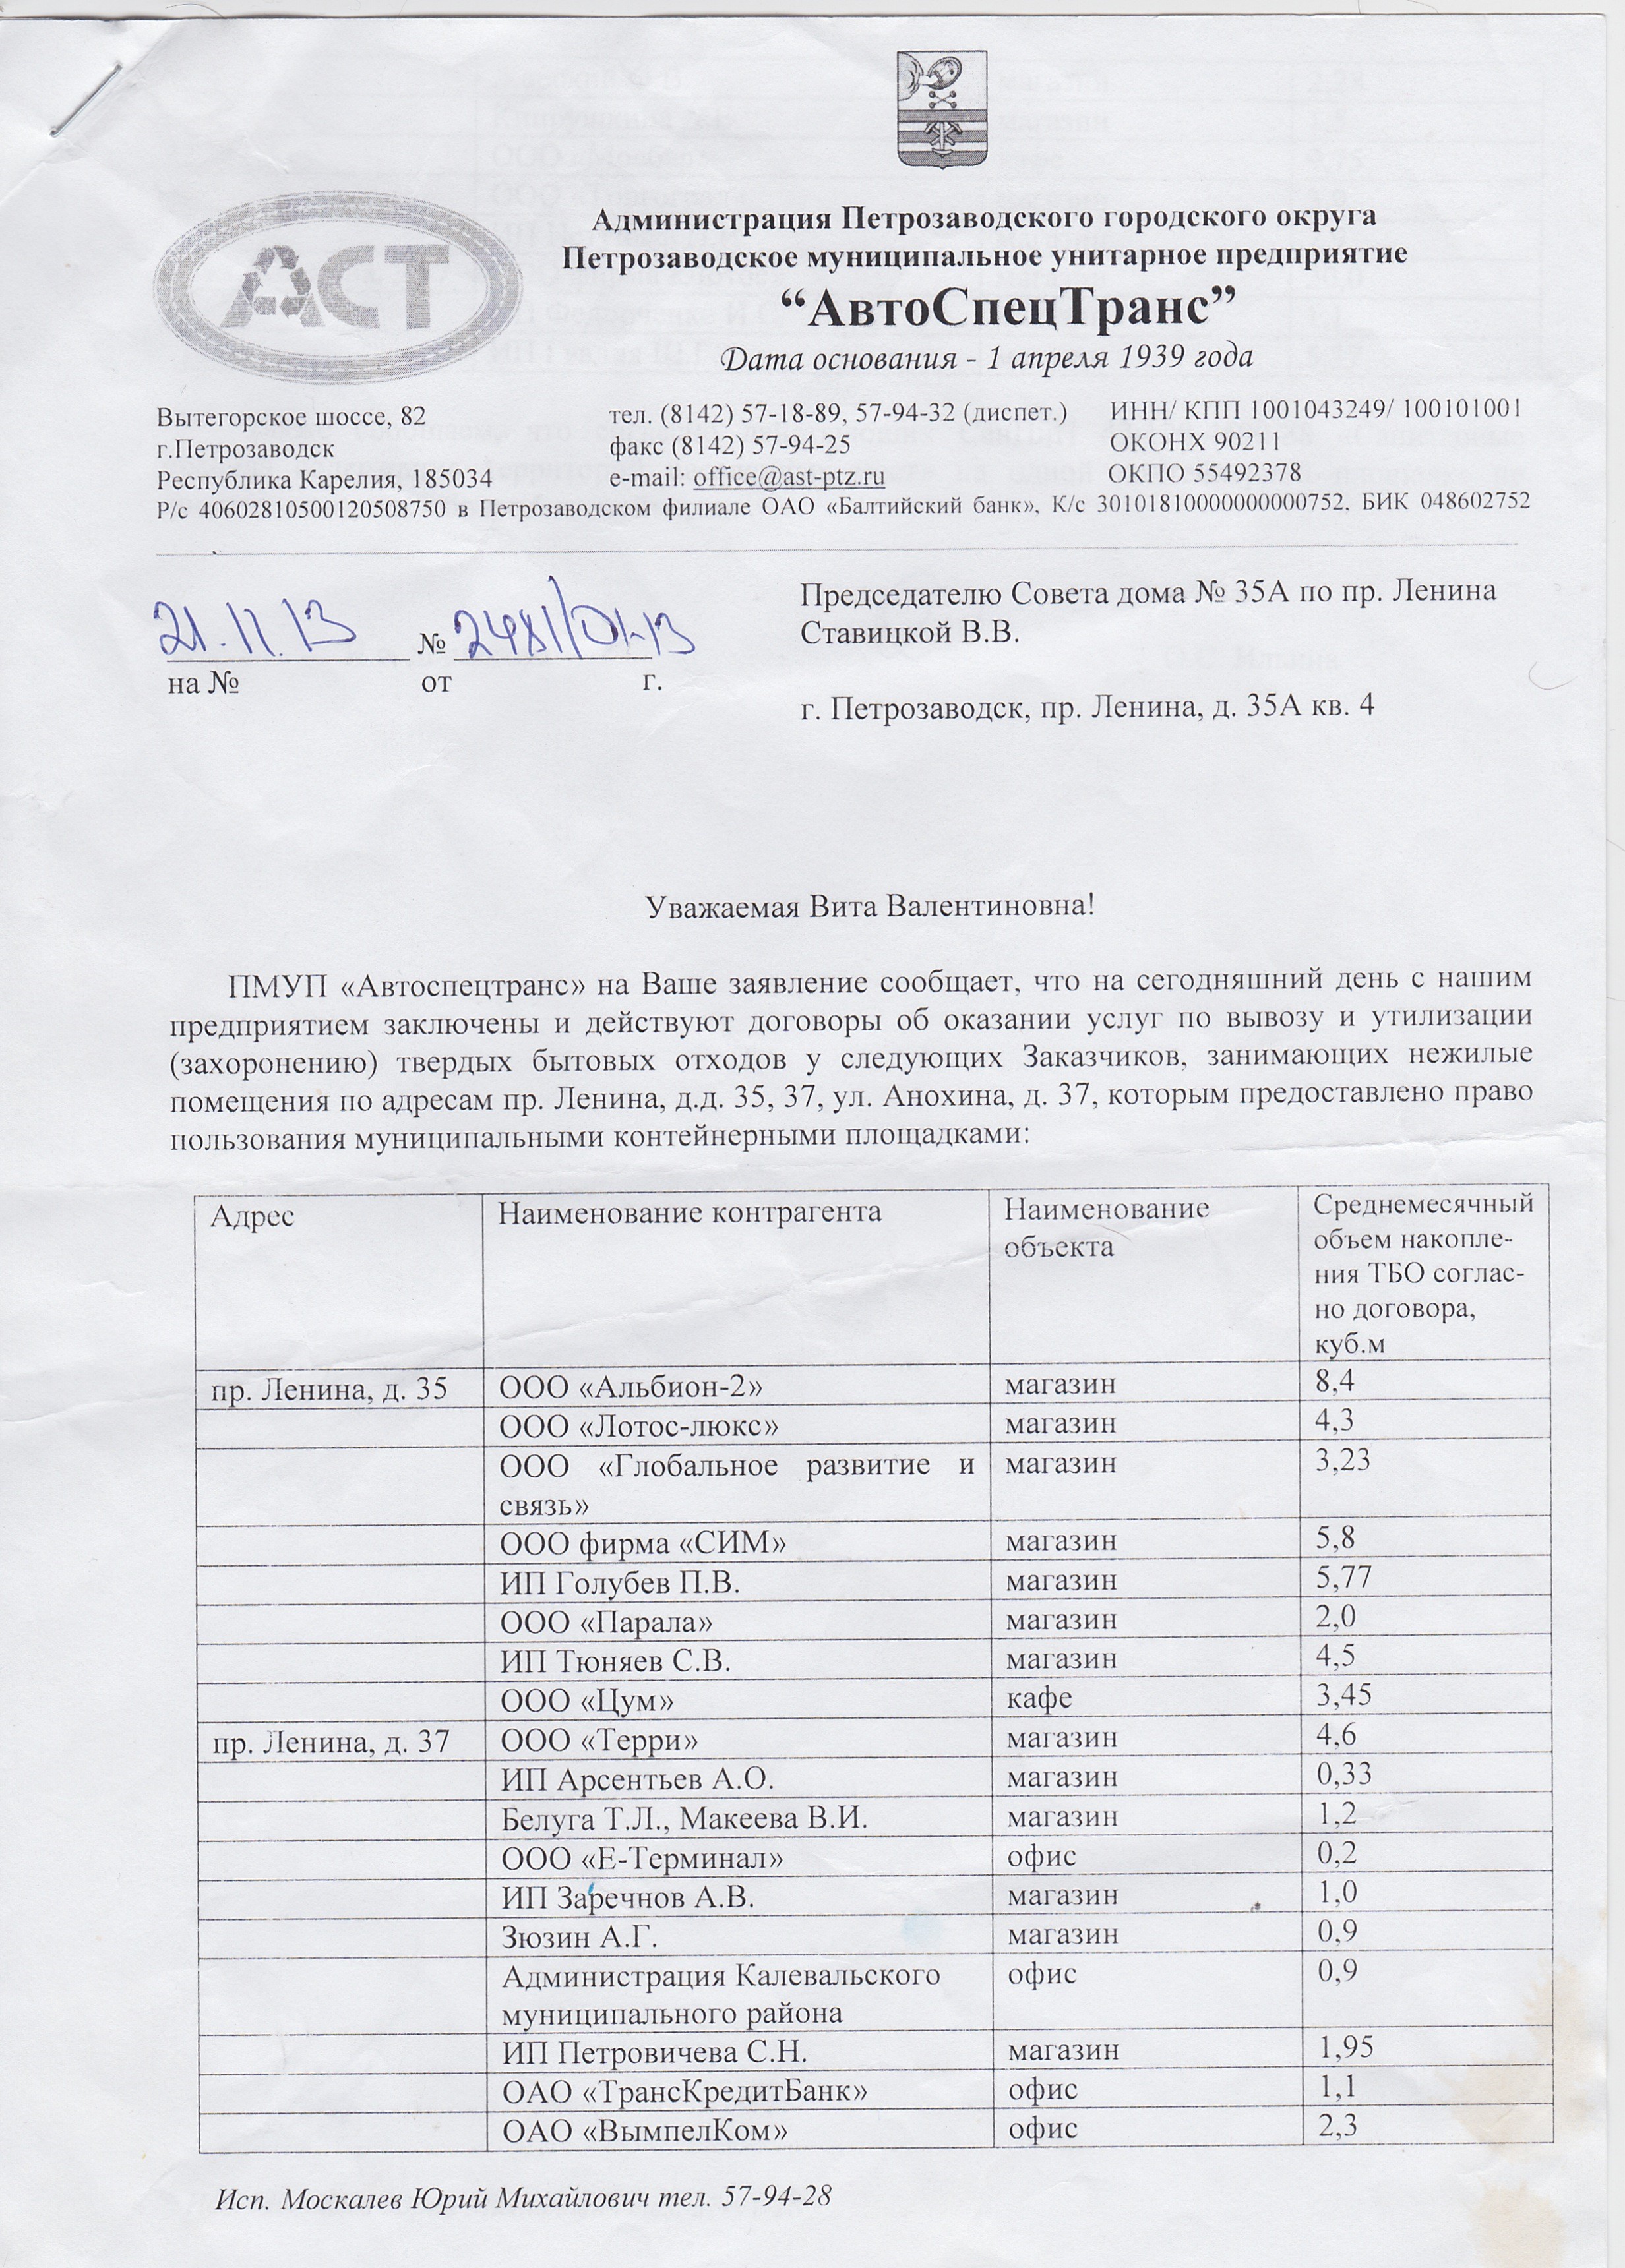 Администрация Петрозаводского городского округа
Петрозаводское муниципальное унитарное предприятие
“АвтоСпецТранс”
Дата основания - 1 апреля 1939 года
АСТ
Вытегорское шоссе, 82 тел. (8142) 57-18-89, 57-94-32 (диспет.) ИНН/ КПП 1001043249/ 100101001
г.Петрозаводск факс (8142) 57-94-25 ОКОНХ 90211
Республика Карелия, 185034 e-mail: office@ast-ptz.ru ОКПО 55492378
Р/с 40602810500120508750 в Петрозаводском филиале ОАО «Балтийский банк», К/с 30101810000000000752, БИК 048602752
21.11.13 № 2481/01-13
на № от г.
Председателю Совета дома № 35А по пр. Ленина
Ставицкой В.В.
г. Петрозаводск, пр. Ленина, д. 35А кв. 4
Уважаемая Вита Валентиновна!
ПМУП «Автоспецтранс» на Ваше заявление сообщает, что на сегодняшний день с нашим
предприятием заключены и действуют договоры об оказании услуг по вывозу и утилизации
(захоронению) твердых бытовых отходов у следующих Заказчиков, занимающих нежилые
помещения по адресам пр. Ленина, д.д. 35, 37, ул. Анохина, д. 37, которым предоставлено право
пользования муниципальными контейнерными площадками:
Адрес
Наименование контрагента
Наименование
объекта
Среднемесячный
объем накопле-
ния ТБО соглас-
но договора,
куб.м
пр. Ленина, д. 35 ООО «Альбион-2» магазин 8,4
ООО «Лотос-люкс» магазин 4,3
ООО «Глобальное развитие и магазин 3,23
связь»
ООО фирма «СИМ» магазин 5,8
ИП Голубев П.В. магазин 5,77
ООО «Парала» магазин 2,0
ИП Тюняев С.В. магазин 4,5
ООО «Цум» кафе 3,45
пр. Ленина, д. 37 ООО «Терри» магазин 4,6
ИП Арсентьев А.О. магазин 0,33
Белуга Т.Л., Макеева В.И. магазин 1,2
ООО «Е-Терминал» офис 0,2
ИП Заречнов А.В. магазин 1,0
Зюзин А.Г. магазин 0,9
Администрация Калевальского офис 0,9
муниципального района
ИП Петровичева С.Н. магазин 1,95
ОАО «ТрансКредитБанк» офис 1,1
ОАО «ВымпелКом» офис 2,3
Исп. Москалев Юрий Михайлович тел. 57-94-28